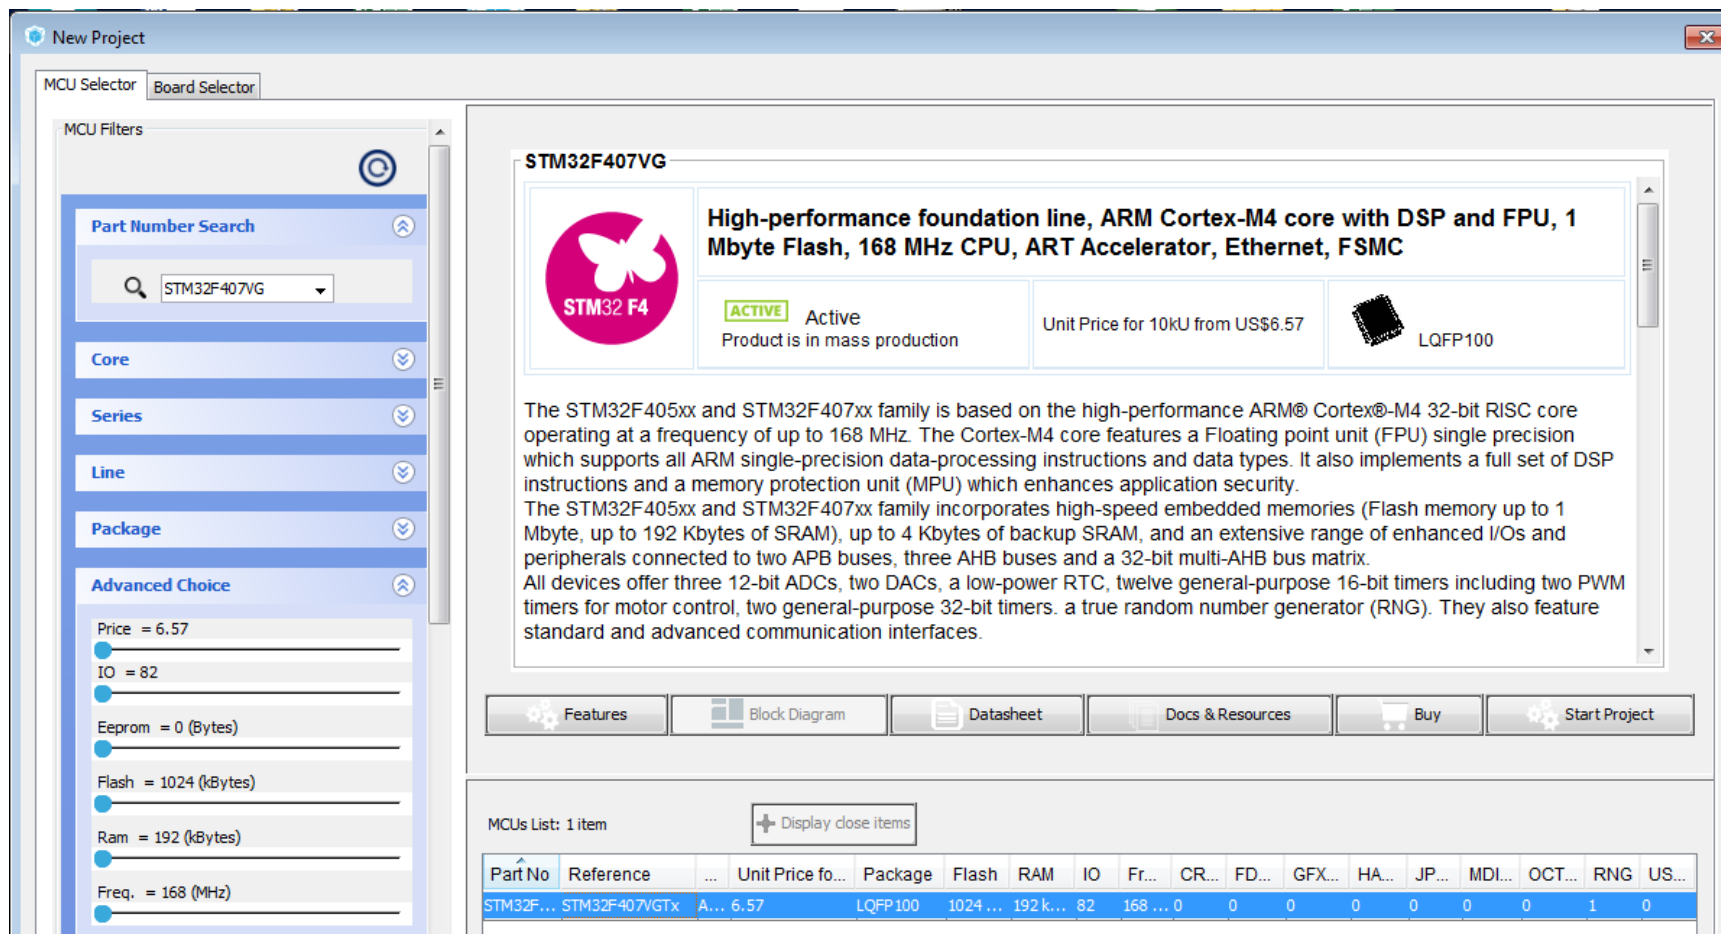 New Project
MCU Selector
Board Selector
MCU Filters
Part Number Search
STM32F407VG
Core
Series
Line
Package
Advanced Choice
Price = 6.57
IO = 82
Eeprom = 0 (Bytes)
Flash = 1024 (kBytes)
Ram = 192 (kBytes)
Freq. = 168 (MHz)
STM32F407VG
STM32 F4
High-performance foundation line, ARM Cortex-M4 core with DSP and FPU, 1
Mbyte Flash, 168 MHz CPU, ART Accelerator, Ethernet, FSMC
ACTIVE Active
Product is in mass production
Unit Price for 10kU from US$6.57
LQFP100
The STM32F405xx and STM32F407xx family is based on the high-performance ARM® Cortex®-M4 32-bit RISC core
operating at a frequency of up to 168 MHz. The Cortex-M4 core features a Floating point unit (FPU) single precision
which supports all ARM single-precision data-processing instructions and data types. It also implements a full set of DSP
instructions and a memory protection unit (MPU) which enhances application security.
The STM32F405xx and STM32F407xx family incorporates high-speed embedded memories (Flash memory up to 1
Mbyte, up to 192 Kbytes of SRAM), up to 4 Kbytes of backup SRAM, and an extensive range of enhanced I/Os and
peripherals connected to two APB buses, three AHB buses and a 32-bit multi-AHB bus matrix.
All devices offer three 12-bit ADCs, two DACs, a low-power RTC, twelve general-purpose 16-bit timers including two PWM
timers for motor control, two general-purpose 32-bit timers. a true random number generator (RNG). They also feature
standard and advanced communication interfaces.
Features
Block Diagram
Datasheet
Docs & Resources
Buy
Start Project
MCUs List: 1 item
Display close items
Part No Reference ... Unit Price fo... Package Flash RAM IO Fr... CR... FD... GFX... HA... JP... MDI... OCT... RNG US...
STM32F... STM32F407VGTx A... 6.57 LQFP100 1024 ... 192 k... 82 168 ... 0 0 0 0 0 0 0 1 0